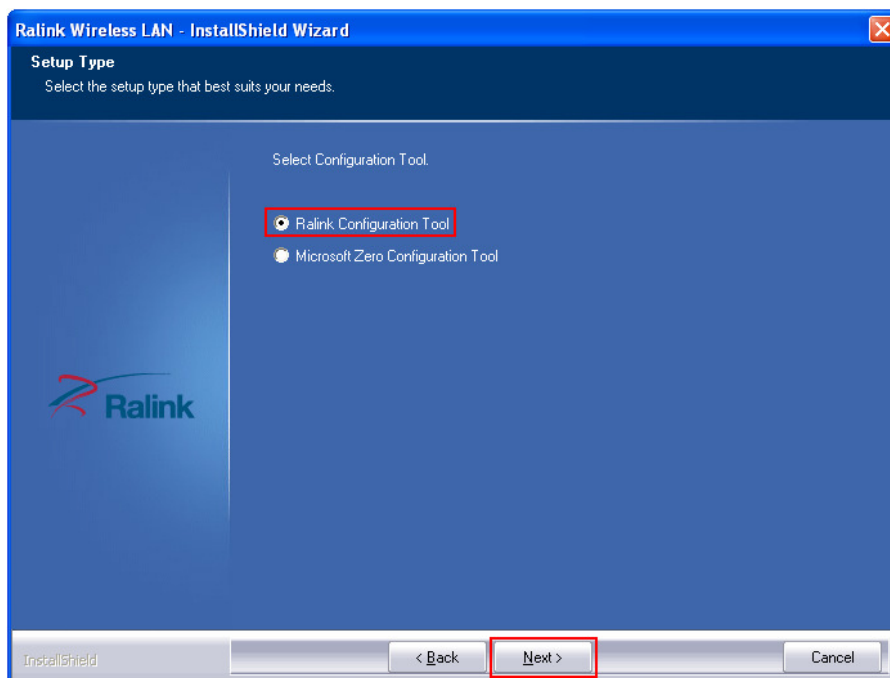 Ralink Wireless LAN - InstallShield Wizard
Setup Type
Select the setup type that best suits your needs.
Select Configuration Tool.
Ralink Configuration Tool
Microsoft Zero Configuration Tool
Ralink
InstallShield
< Back
Next >
Cancel